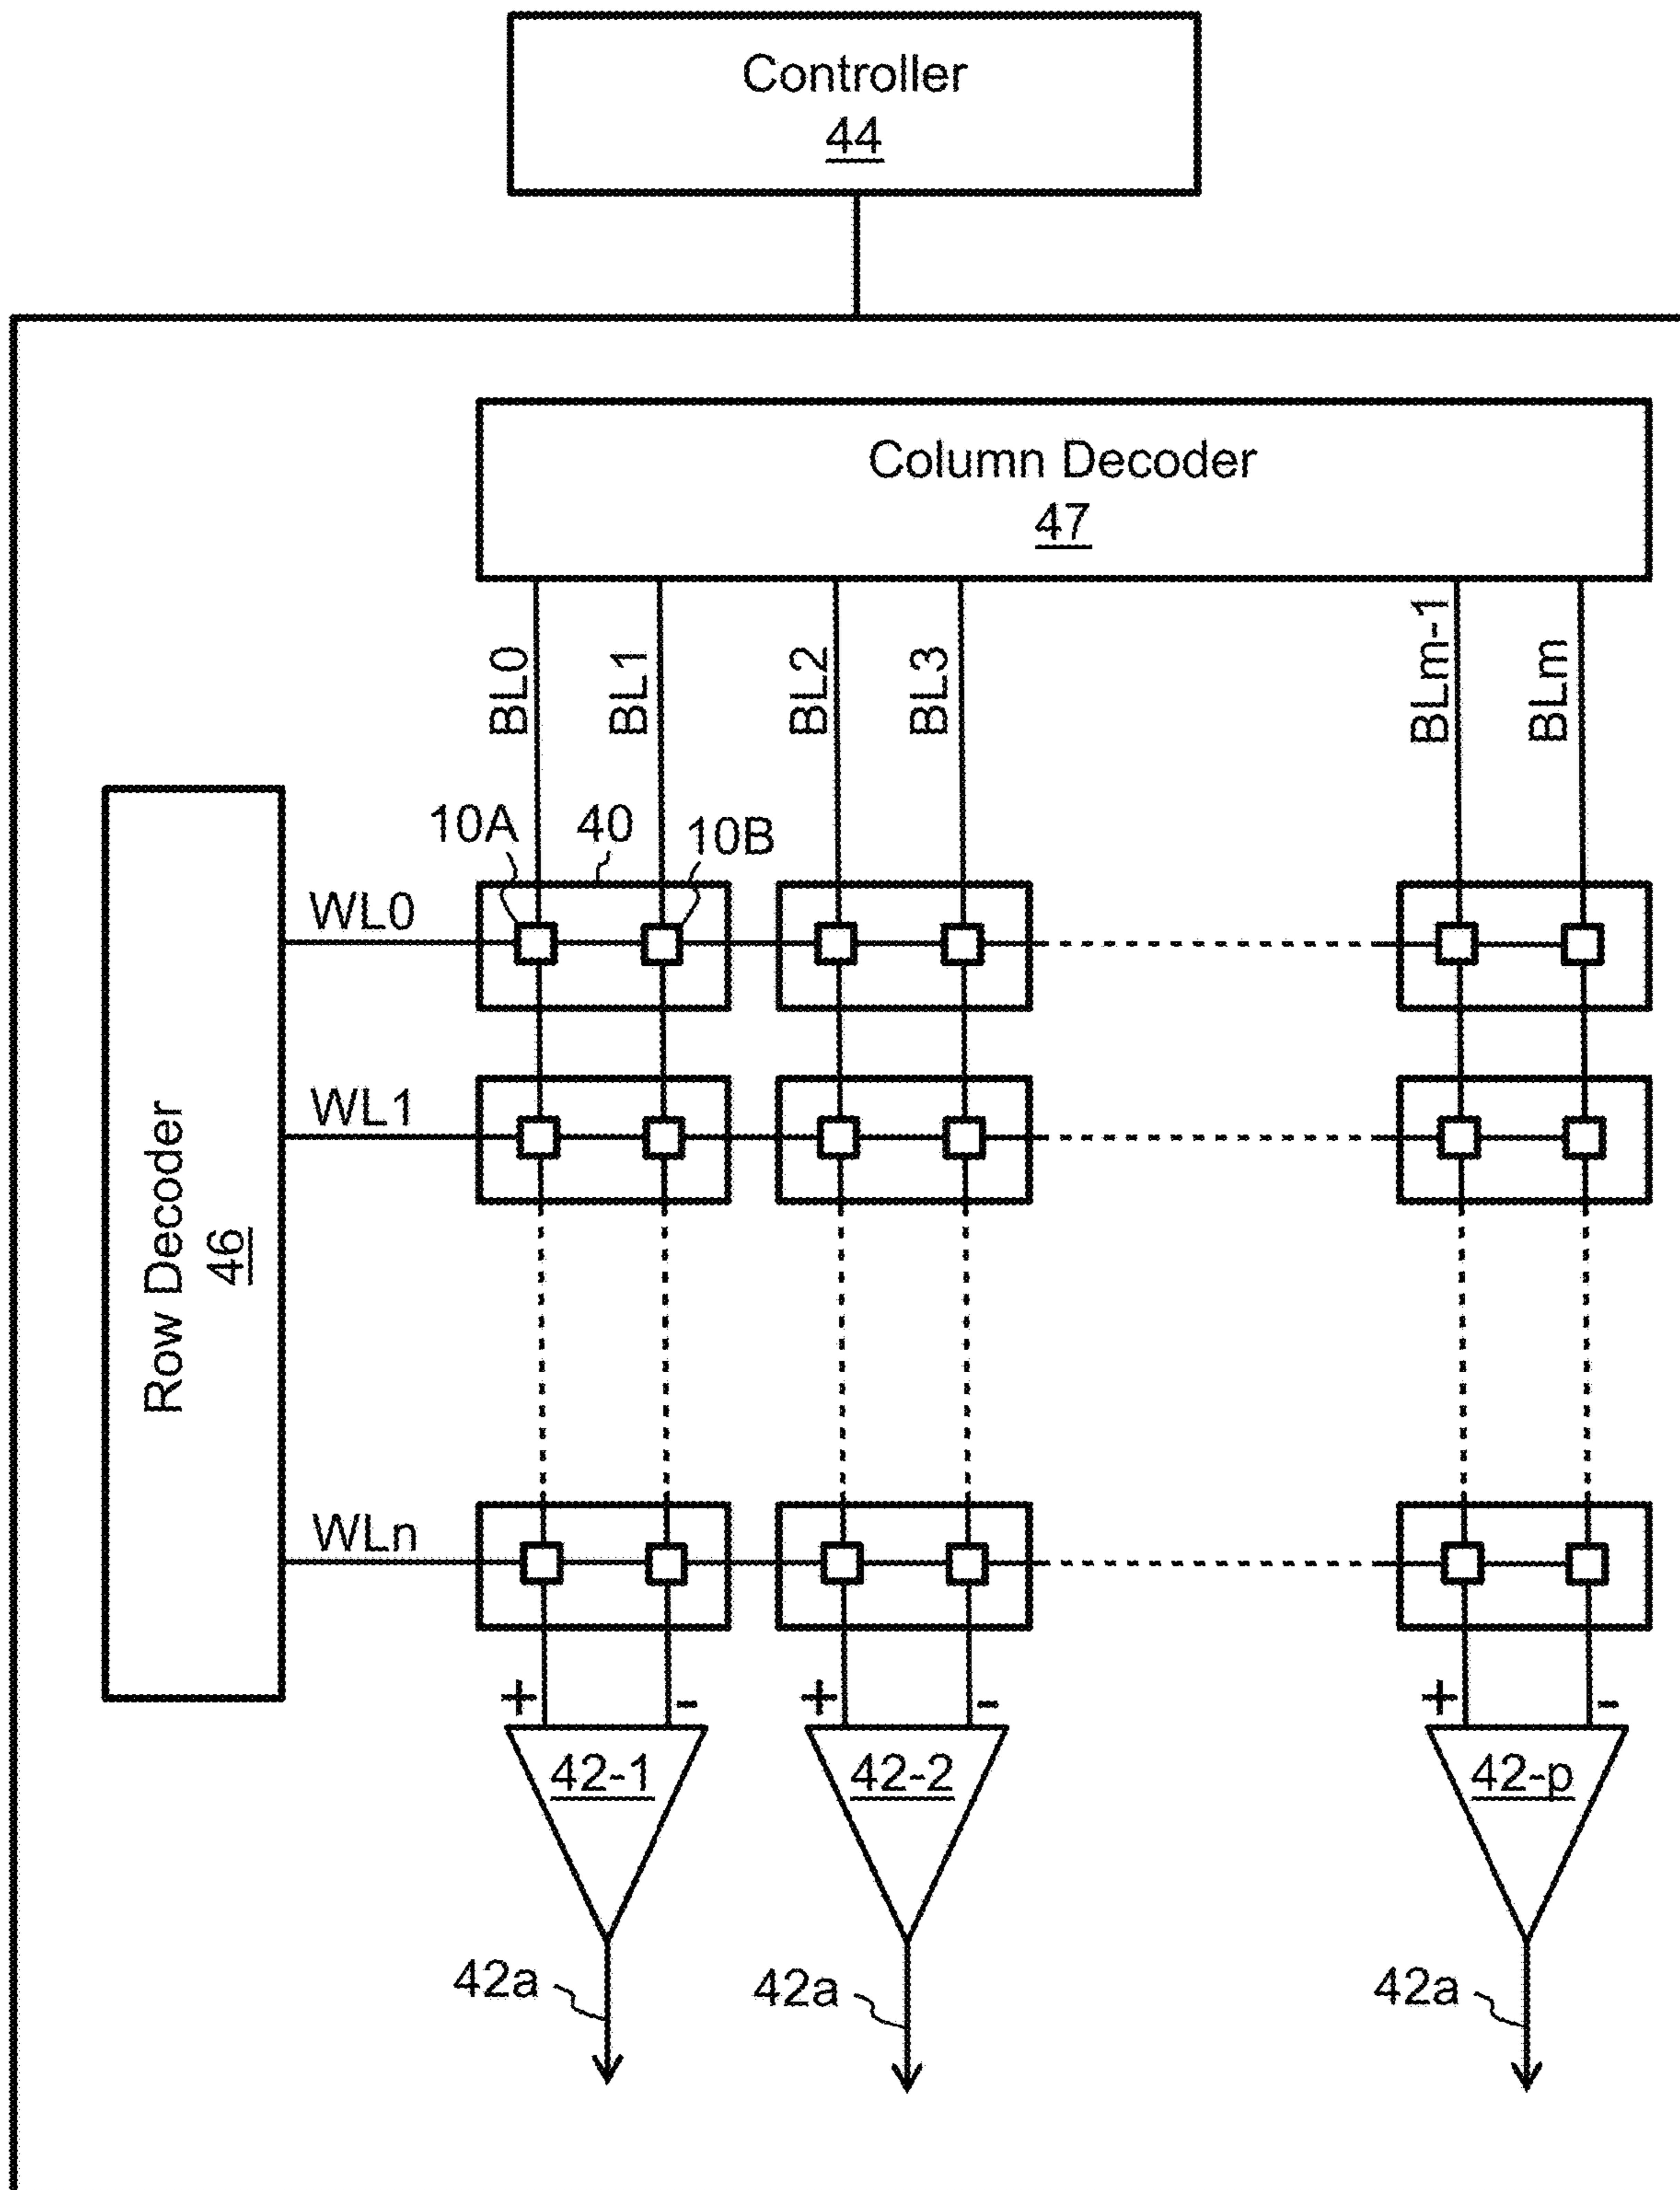 Controller
44
Column Decoder
47
BL0
BL1
BL2
BL3
BLm-1
BLm
10A
40
10B
WL0
WL1
Row Decoder
46
WLn
+
-
+
-
+
-
42-1
42-2
42-p
42a
42a
42a